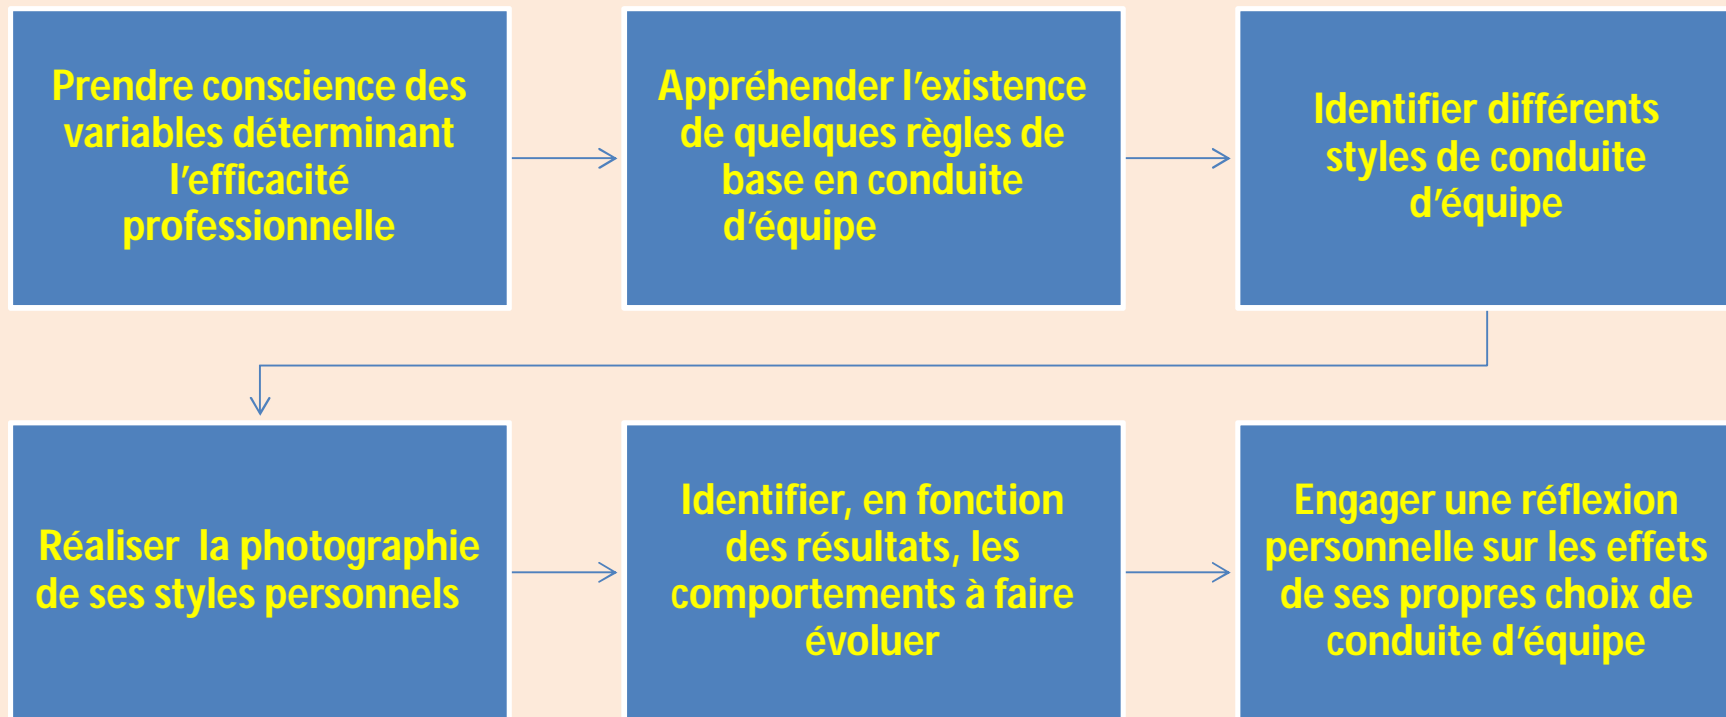 Prendre conscience des
variables déterminant
l’efficacité
professionnelle
Appréhender l’existence
de quelques règles de
base en conduite
d’équipe
Identifier différents
styles de conduite
d’équipe
Réaliser  la photographie
de ses styles personnels
Identifier, en fonction
des résultats, les
comportements à faire
évoluer
Engager une réflexion
personnelle sur les effets
de ses propres choix de
conduite d’équipe